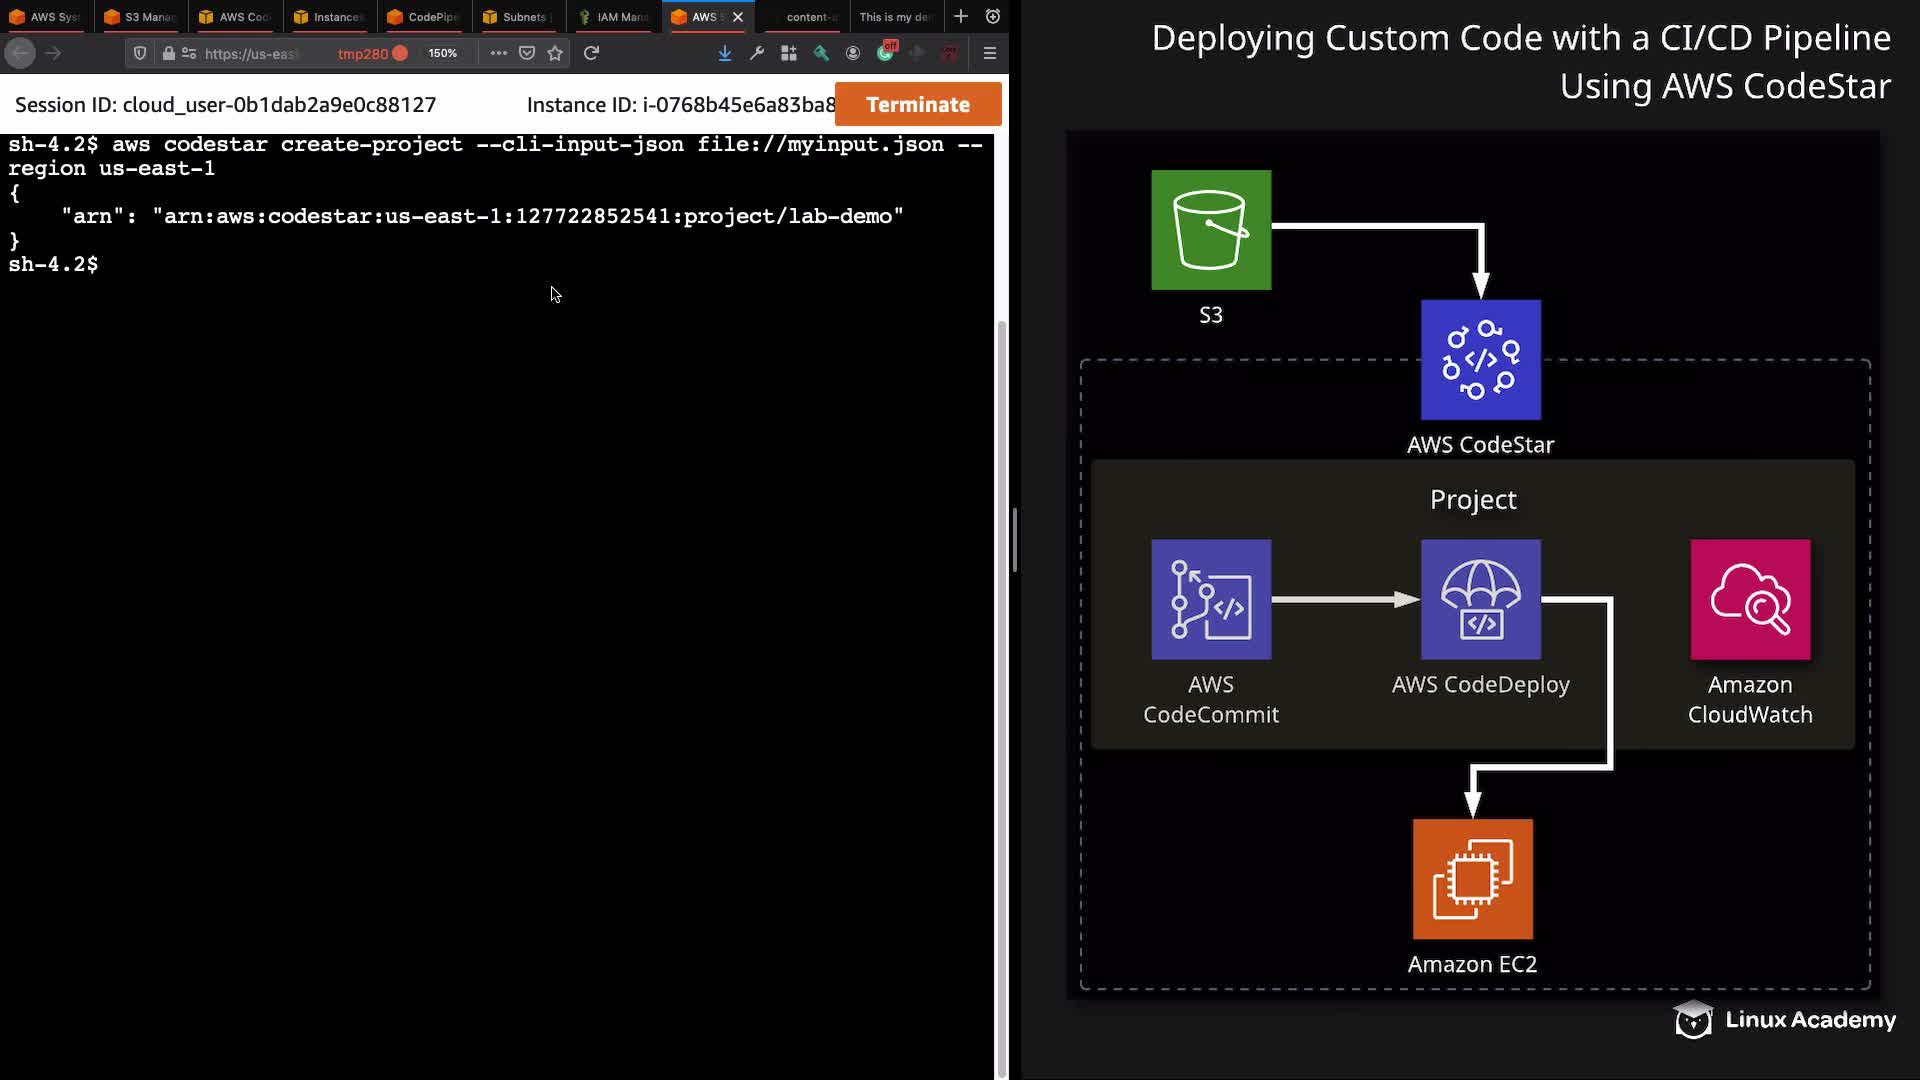 AWS Sys
S3 Mana
AWS Cod
Instances
CodePipe
Subnets
IAM Mana
AWS S
content-a
This is my de
https://us-eas
tmp280
150%
off
Session ID: cloud_user-0b1dab2a9e0c88127
Instance ID: i-0768b45e6a83ba8
Terminate
sh-4.2$ aws codestar create-project --cli-input-json file://myinput.json --
region us-east-1
{
"arn": "arn:aws:codestar:us-east-1:127722852541:project/lab-demo"
}
sh-4.2$
Deploying Custom Code with a CI/CD Pipeline
Using AWS CodeStar
S3
AWS CodeStar
Project
AWS
CodeCommit
AWS CodeDeploy
Amazon
CloudWatch
Amazon EC2
Linux Academy